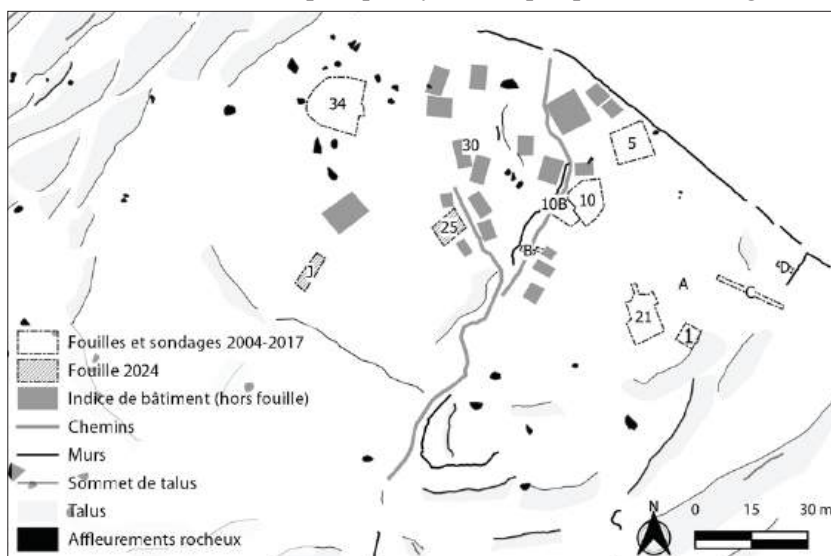 34
30
5
10B
10
25
B
J
D
A
C
21
1
Fouilles et sondages 2004-2017
Fouille 2024
Indice de bâtiment (hors fouille)
Chemins
Murs
Sommet de talus
Talus
Affleurements rocheux
N
0 15 30 m